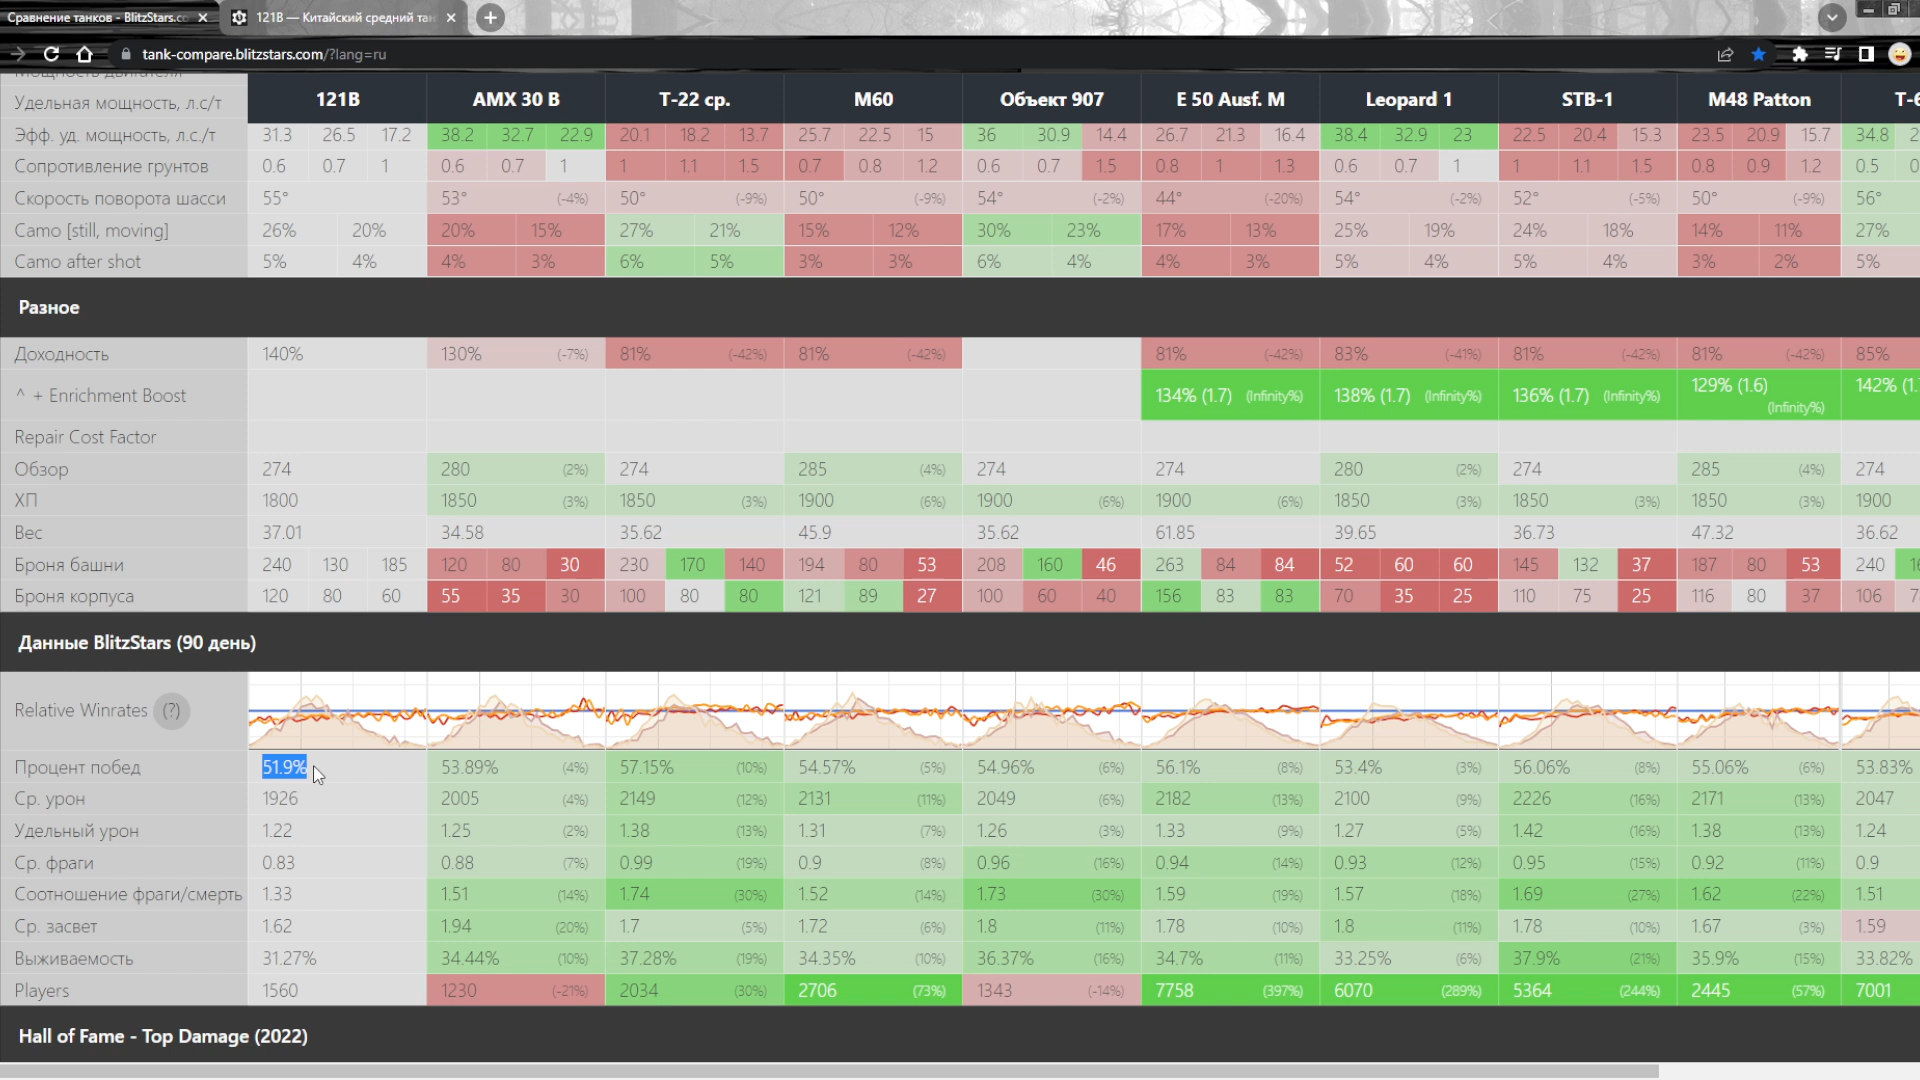 Сравнение танков - BlitzStars.cc
121B — Китайский средний тан
tank-compare.blitzstars.com/?lang=ru
Мощность двигателя
Удельная мощность, л.с/т 121B AMX 30 B Т-22 ср. M60 Объект 907 E 50 Ausf. M Leopard 1 STB-1 M48 Patton T-6
Эфф. уд. мощность, л.с./т 31.3 26.5 17.2 38.2 32.7 22.9 20.1 18.2 13.7 25.7 22.5 15 36 30.9 14.4 26.7 21.3 16.4 38.4 32.9 23 22.5 20.4 15.3 23.5 20.9 15.7 34.8 2
Сопротивление грунтов 0.6 0.7 1 0.6 0.7 1 1 1.1 1.5 0.7 0.8 1.2 0.6 0.7 1.5 0.8 1 1.3 0.6 0.7 1 1 1.1 1.5 0.8 0.9 1.2 0.5 0
Скорость поворота шасси 55° 53° (-4%) 50° (-9%) 50° (-9%) 54° (-2%) 44° (-20%) 54° (-2%) 52° (-5%) 50° (-9%) 56°
Camo [still, moving] 26% 20% 20% 15% 27% 21% 15% 12% 30% 23% 17% 13% 25% 19% 24% 18% 14% 11% 27%
Camo after shot 5% 4% 4% 3% 6% 5% 3% 3% 6% 4% 4% 3% 5% 4% 5% 4% 3% 2% 5%
Разное
Доходность 140% 130% (-7%) 81% (-42%) 81% (-42%) 81% (-42%) 83% (-41%) 81% (-42%) 81% (-42%) 85%
^ + Enrichment Boost 134% (1.7) (Infinity%) 138% (1.7) (Infinity%) 136% (1.7) (Infinity%) 129% (1.6) (Infinity%) 142% (1.7
Repair Cost Factor
Обзор 274 280 (2%) 274 285 (4%) 274 274 280 (2%) 274 285 (4%) 274
ХП 1800 1850 (3%) 1850 (3%) 1900 (6%) 1900 (6%) 1900 (6%) 1850 (3%) 1850 (3%) 1850 (3%) 1900
Вес 37.01 34.58 35.62 45.9 35.62 61.85 39.65 36.73 47.32 36.62
Броня башни 240 130 185 120 80 30 230 170 140 194 80 53 208 160 46 263 84 84 52 60 60 145 132 37 187 80 53 240 16
Броня корпуса 120 80 60 55 35 30 100 80 80 121 89 27 100 60 40 156 83 83 70 35 25 110 75 25 116 80 37 106 7
Данные BlitzStars (90 день)
Relative Winrates (?)
Процент побед 51.9% 53.89% (4%) 57.15% (10%) 54.57% (5%) 54.96% (6%) 56.1% (8%) 53.4% (3%) 56.06% (8%) 55.06% (6%) 53.83%
Ср. урон 1926 2005 (4%) 2149 (12%) 2131 (11%) 2049 (6%) 2182 (13%) 2100 (9%) 2226 (16%) 2171 (13%) 2047
Удельный урон 1.22 1.25 (2%) 1.38 (13%) 1.31 (7%) 1.26 (3%) 1.33 (9%) 1.27 (5%) 1.42 (16%) 1.38 (13%) 1.24
Ср. фраги 0.83 0.88 (7%) 0.99 (19%) 0.9 (8%) 0.96 (16%) 0.94 (14%) 0.93 (12%) 0.95 (15%) 0.92 (11%) 0.9
Соотношение фраги/смерть 1.33 1.51 (14%) 1.74 (30%) 1.52 (14%) 1.73 (30%) 1.59 (19%) 1.57 (18%) 1.69 (27%) 1.62 (22%) 1.51
Ср. засвет 1.62 1.94 (20%) 1.7 (5%) 1.72 (6%) 1.8 (11%) 1.78 (10%) 1.8 (11%) 1.78 (10%) 1.67 (3%) 1.59
Выживаемость 31.27% 34.44% (10%) 37.28% (19%) 34.35% (10%) 36.37% (16%) 34.7% (11%) 33.25% (6%) 37.9% (21%) 35.9% (15%) 33.82%
Players 1560 1230 (-21%) 2034 (30%) 2706 (73%) 1343 (-14%) 7758 (397%) 6070 (289%) 5364 (244%) 2445 (57%) 7001
Hall of Fame - Top Damage (2022)